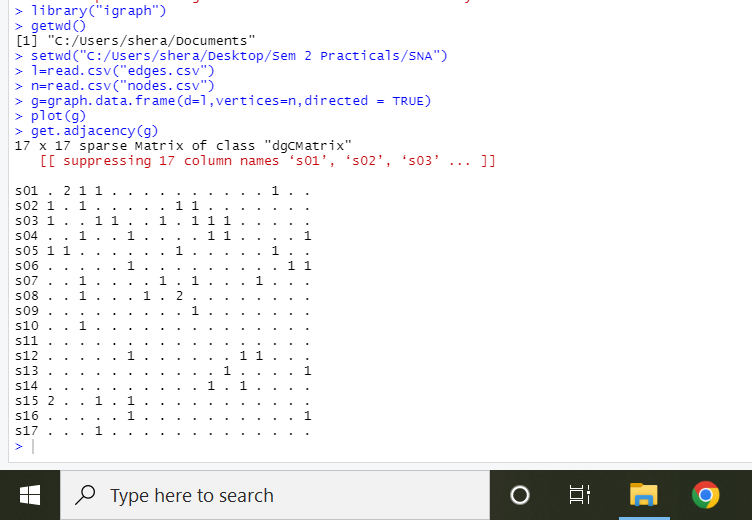 > library("igraph")
> getwd()
[1] "C:/Users/shera/Documents"
> setwd("C:/Users/shera/Desktop/Sem 2 Practicals/SNA")
> l=read.csv("edges.csv")
> n=read.csv("nodes.csv")
> g=graph.data.frame(d=l,vertices=n,directed = TRUE)
> plot(g)
> get.adjacency(g)
17 x 17 sparse Matrix of class "dgCMatrix"
[[ suppressing 17 column names ‘s01’, ‘s02’, ‘s03’ ... ]]
s01 . 2 1 1 . . . . . . . . . . 1 . .
s02 1 . 1 . . . . . 1 1 . . . . . . .
s03 1 . . 1 1 . . 1 . 1 1 1 . . . . .
s04 . . 1 . . 1 . . . . 1 1 . . . . 1
s05 1 1 . . . . . . 1 . . . . . 1 . .
s06 . . . . . 1 . . . . . . . . . 1 1
s07 . . 1 . . . . 1 . 1 . . . 1 . . .
s08 . . 1 . . . 1 . 2 . . . . . . . .
s09 . . . . . . . . . 1 . . . . . . .
s10 . . 1 . . . . . . . . . . . . . .
s11 . . . . . . . . . . . . . . . . .
s12 . . . . . 1 . . . . . . 1 1 . . .
s13 . . . . . . . . . . . 1 . . . . 1
s14 . . . . . . . . . . 1 . 1 . . . .
s15 2 . . 1 . 1 . . . . . . . . . . .
s16 . . . . . 1 . . . . . . . . . . 1
s17 . . . 1 . . . . . . . . . . . . .
>
Type here to search